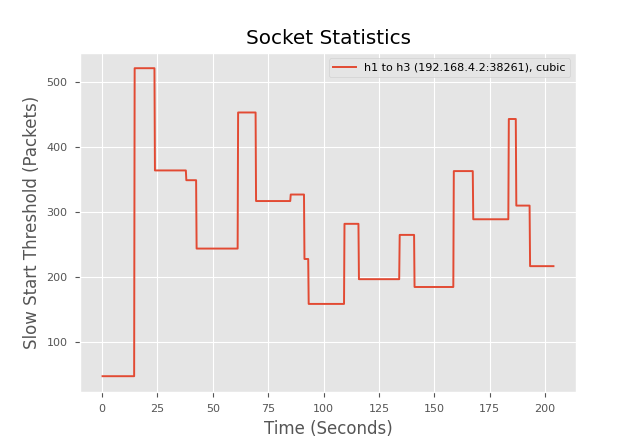 Socket Statistics
h1 to h3 (192.168.4.2:38261), cubic
Slow Start Threshold (Packets)
500
400
300
200
100
0 25 50 75 100 125 150 175 200
Time (Seconds)